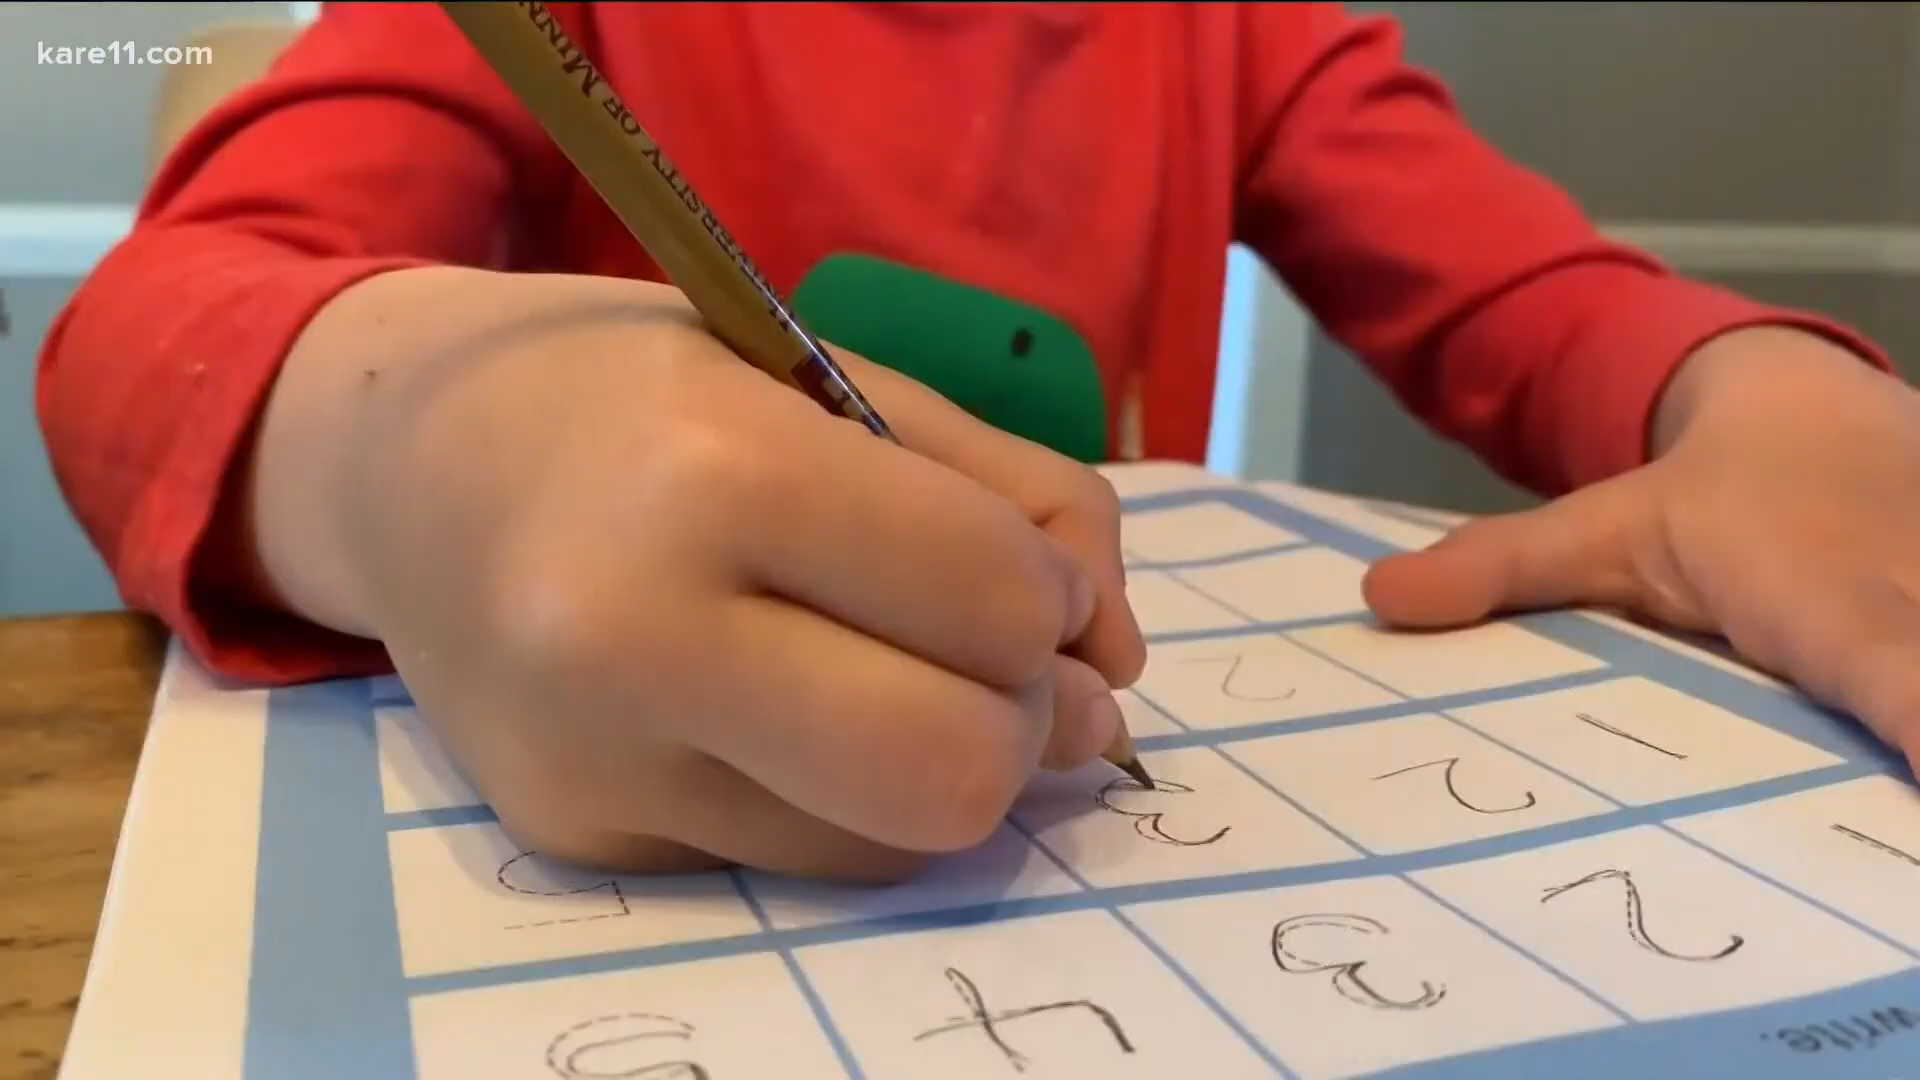 kare11.com
UNIVERSITY OF MINN
write.
1 2 3 4 5
1 2 3 5
2